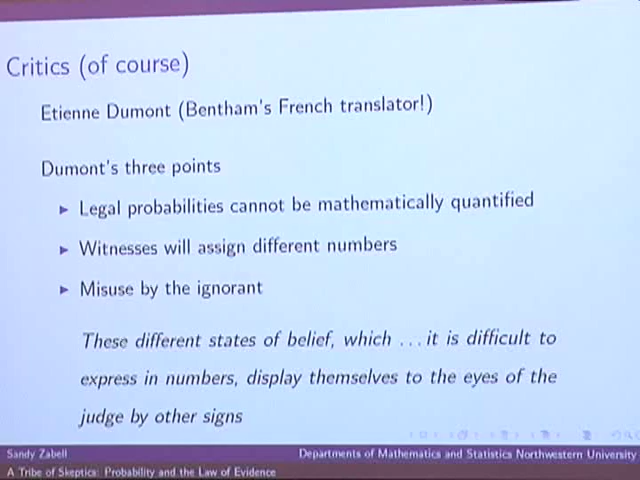 Critics (of course)
Etienne Dumont (Bentham's French translator!)
Dumont's three points
Legal probabilities cannot be mathematically quantified
Witnesses will assign different numbers
Misuse by the ignorant
These different states of belief, which ... it is difficult to
express in numbers, display themselves to the eyes of the
judge by other signs
Sandy Zabell Departments of Mathematics and Statistics Northwestern University
A Tribe of Skeptics: Probability and the Law of Evidence